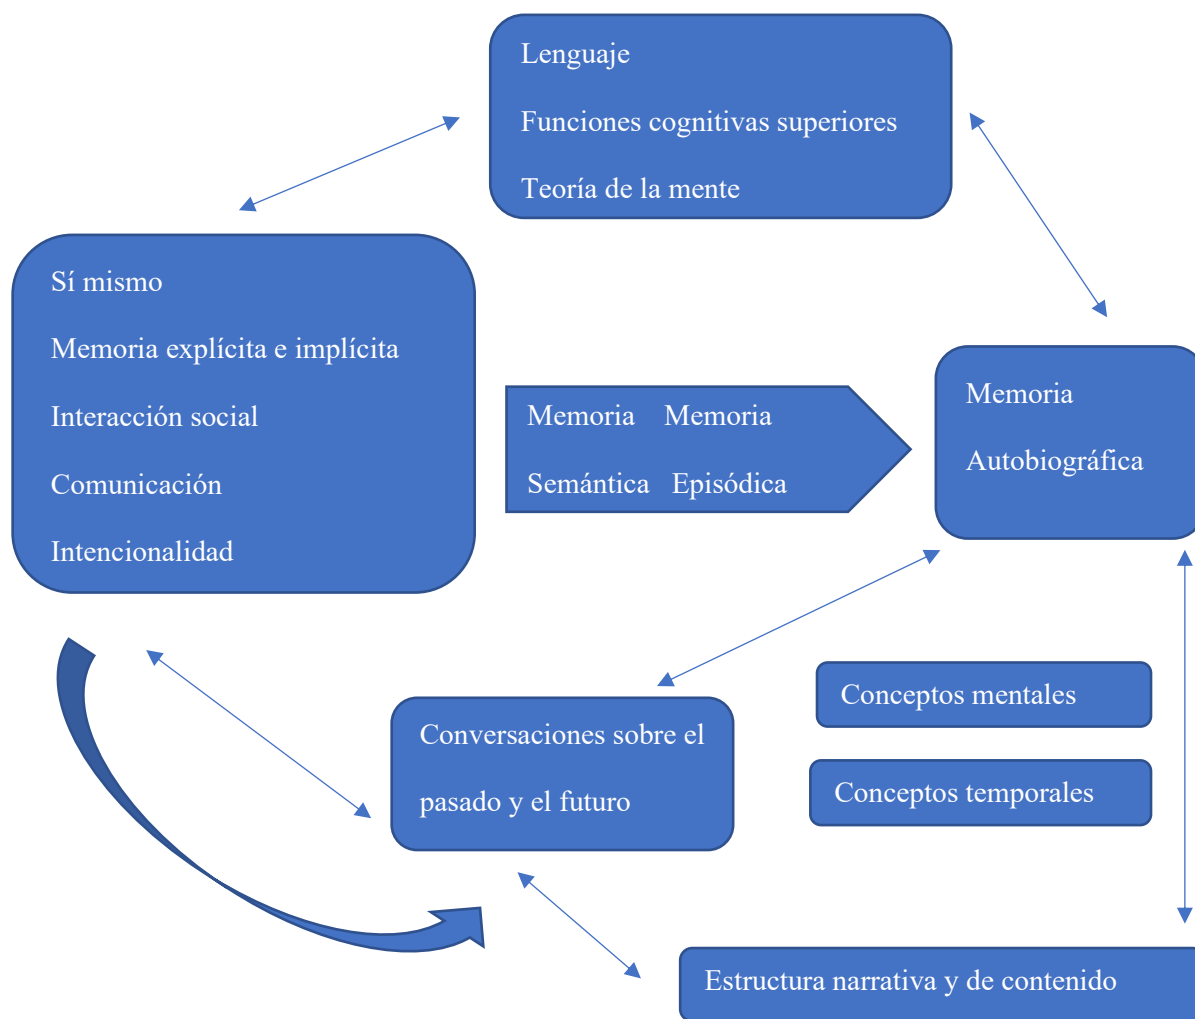 Lenguaje
Funciones cognitivas superiores
Teoría de la mente
Sí mismo
Memoria explícita e implícita
Interacción social
Comunicación
Intencionalidad
Memoria Memoria
Semántica Episódica
Memoria
Autobiográfica
Conversaciones sobre el
pasado y el futuro
Conceptos mentales
Conceptos temporales
Estructura narrativa y de contenido